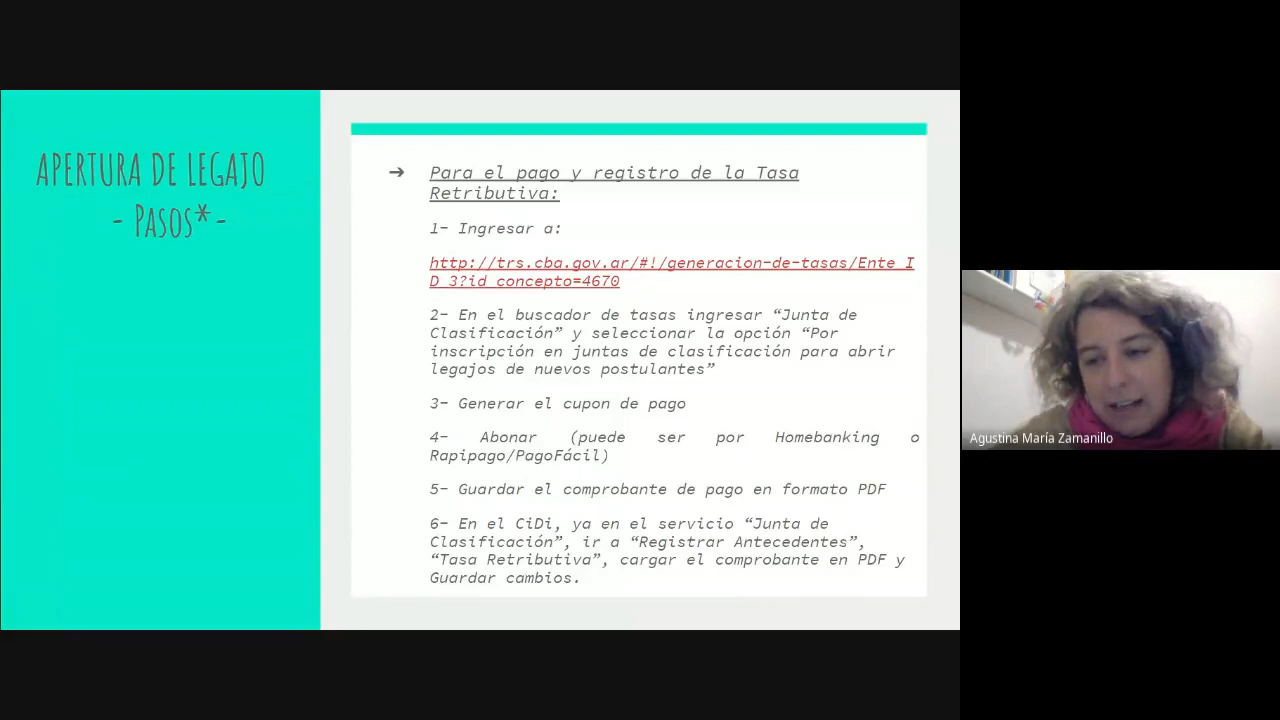 APERTURA DE LEGAJO
- PASOS* -
➔ Para el pago y registro de la Tasa
Retributiva:
1- Ingresar a:
http://trs.cba.gov.ar/#!/generacion-de-tasas/Ente_I
D_3?id_concepto=4670
2- En el buscador de tasas ingresar “Junta de
Clasificación” y seleccionar la opción “Por
inscripción en juntas de clasificación para abrir
legajos de nuevos postulantes”
3- Generar el cupon de pago
4- Abonar (puede ser por Homebanking o
Rapipago/PagoFácil)
5- Guardar el comprobante de pago en formato PDF
6- En el CiDi, ya en el servicio “Junta de
Clasificación”, ir a “Registrar Antecedentes”,
“Tasa Retributiva”, cargar el comprobante en PDF y
Guardar cambios.
Agustina María Zamanillo